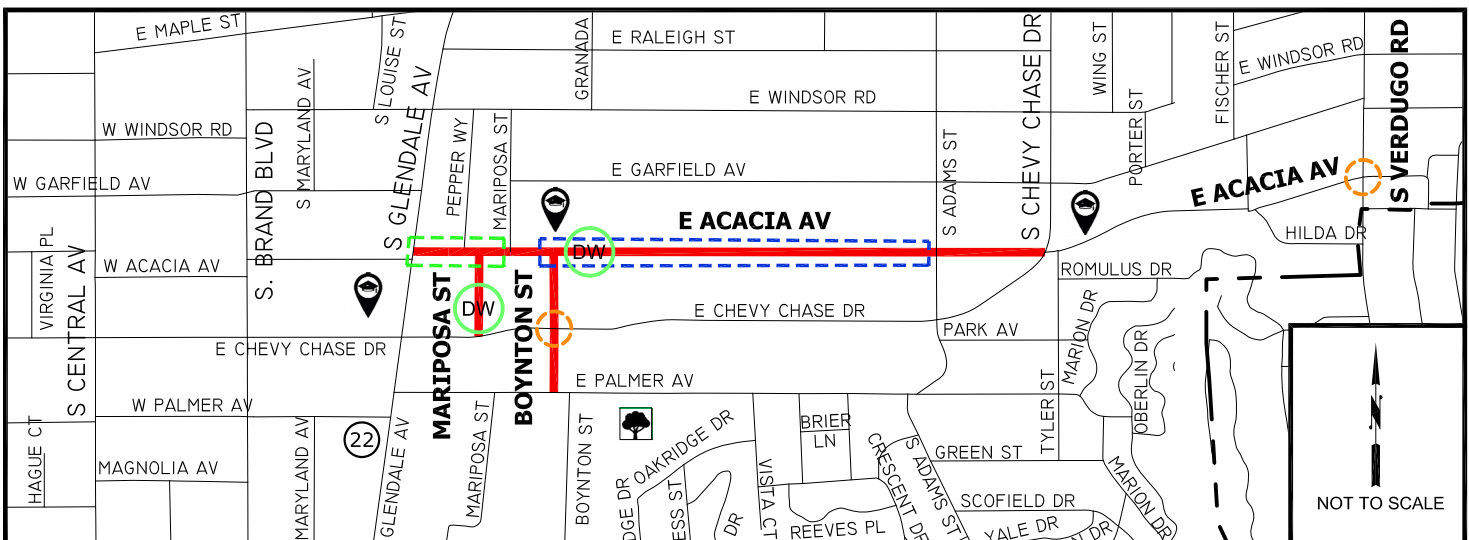 E MAPLE ST
S LOUISE ST
GRANADA
E RALEIGH ST
S CHEVY CHASE DR
WING ST
FISCHER ST
E WINDSOR RD
S VERDUGO RD
S MARYLAND AV
S GLENDALE AV
E WINDSOR RD
PORTER ST
W WINDSOR RD
S. BRAND BLVD
PEPPER WY
MARIPOSA ST
E GARFIELD AV
S ADAMS ST
W GARFIELD AV
E ACACIA AV
E ACACIA AV
HILDA DR
VIRGINIA PL
S CENTRAL AV
W ACACIA AV
DW
DW
MARIPOSA ST
BOYNTON ST
ROMULUS DR
E CHEVY CHASE DR
PARK AV
MARION DR
OBERLIN DR
E CHEVY CHASE DR
E PALMER AV
W PALMER AV
HAGUE CT
MAGNOLIA AV
MARYLAND AV
22
GLENDALE AV
MARIPOSA ST
BOYNTON ST
OAKRIDGE DR
BRIER
LN
TYLER ST
GREEN ST
CRESCENT DR
S ADAMS ST
MARION DR
VISTA CT
SCOFIELD DR
YALE DR
REEVES PL
DGE DR
ESS ST
DR
N DR
N
NOT TO SCALE